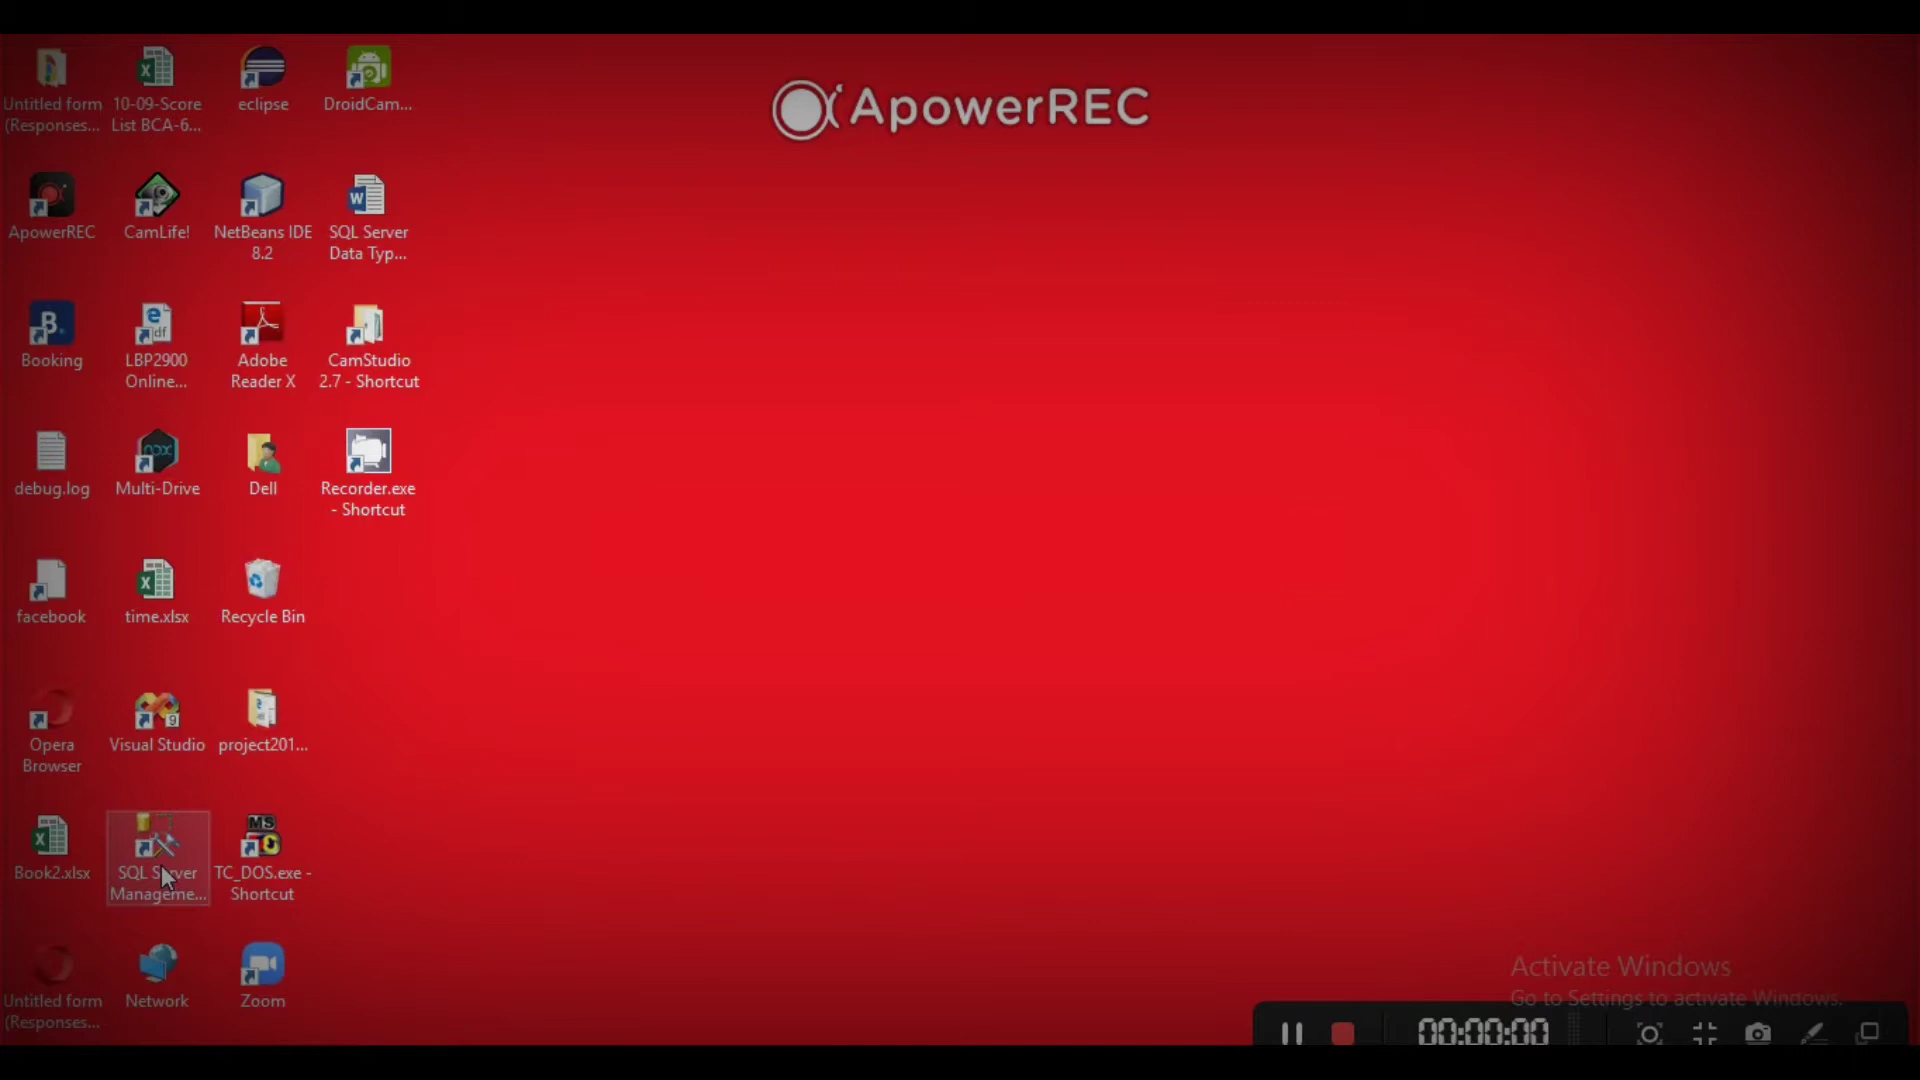 ApowerREC
Untitled form
(Responses...
10-09-Score
List BCA-6...
eclipse
DroidCam...
ApowerREC
CamLife!
NetBeans IDE
8.2
SQL Server
Data Typ...
Booking
LBP2900
Online...
Adobe
Reader X
CamStudio
2.7 - Shortcut
debug.log
Multi-Drive
Dell
Recorder.exe
- Shortcut
facebook
time.xlsx
Recycle Bin
Opera
Browser
Visual Studio
9
project201...
Book2.xlsx
SQL Server
Manageme...
MS
TC_DOS.exe -
Shortcut
Untitled form
(Responses...
Network
Zoom
Activate Windows
Go to Settings to activate Windows.
00:00:00